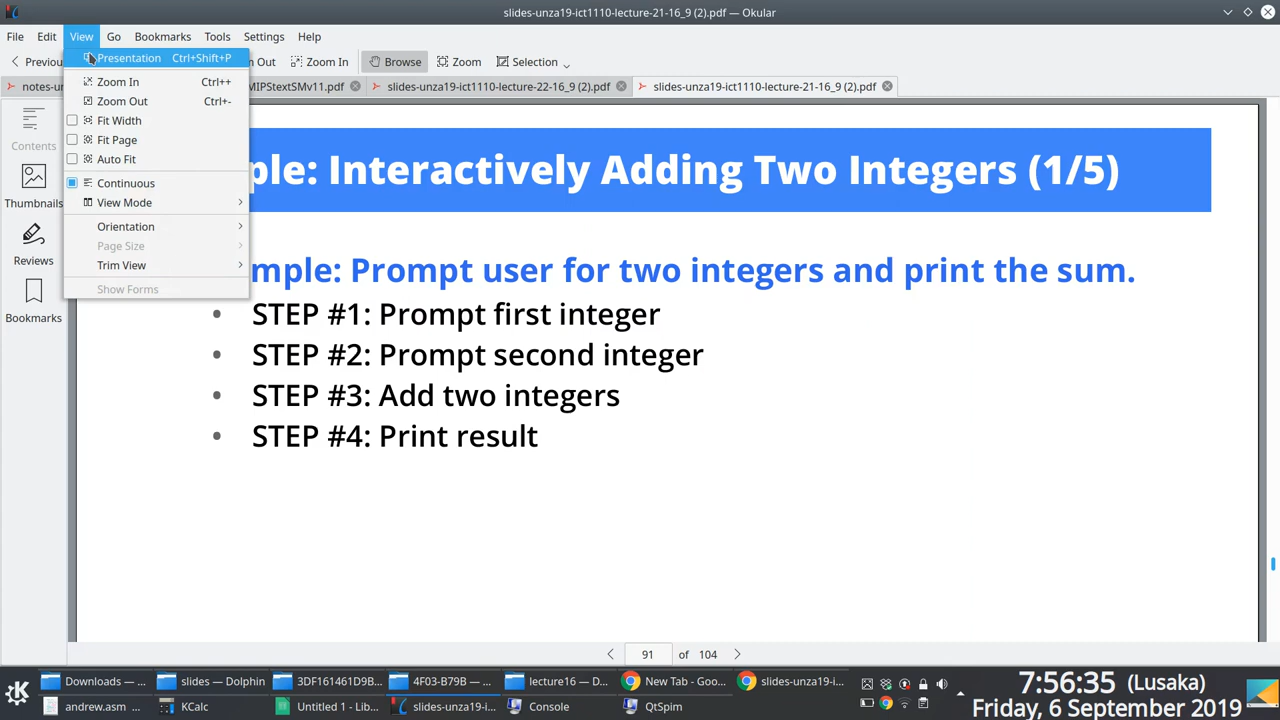 slides-unza19-ict1110-lecture-21-16_9 (2).pdf — Okular
File Edit View Go Bookmarks Tools Settings Help
Previou Out Zoom In Browse Zoom Selection
notes-un MIPStextSMv11.pdf slides-unza19-ict1110-lecture-22-16_9 (2).pdf slides-unza19-ict1110-lecture-21-16_9 (2).pdf
Presentation Ctrl+Shift+P
Zoom In Ctrl++
Zoom Out Ctrl+-
Fit Width
Fit Page
Auto Fit
Continuous
View Mode
Orientation
Page Size
Trim View
Show Forms
Contents
Thumbnails
Reviews
Bookmarks
ple: Interactively Adding Two Integers (1/5)
mple: Prompt user for two integers and print the sum.
• STEP #1: Prompt first integer
• STEP #2: Prompt second integer
• STEP #3: Add two integers
• STEP #4: Print result
91 of 104
Downloads — ... slides — Dolphin 3DF161461D9B... 4F03-B79B — ... lecture16 — D... New Tab - Goo... slides-unza19-i...
andrew.asm ... KCalc Untitled 1 - Lib... slides-unza19-i... Console QtSpim
7:56:35 (Lusaka)
Friday, 6 September 2019